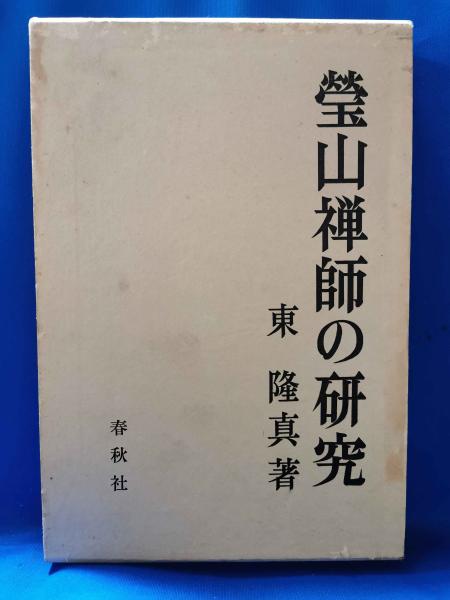 瑩山禅師の研究
東 隆真著
春秋社